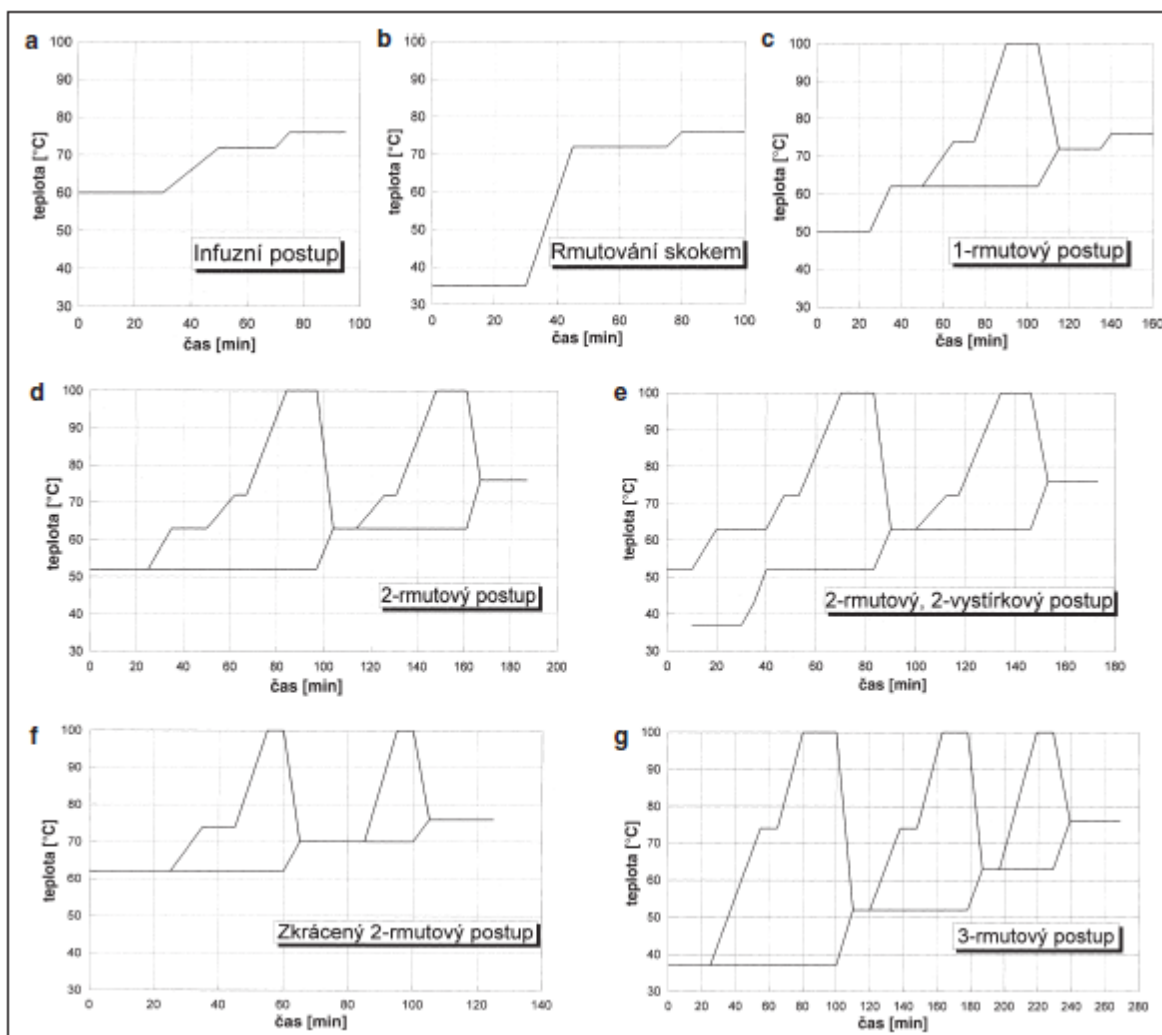 a
100
90
80
70
60
50
40
30
teplota [°C]
0 20 40 60 80 100
čas [min]
Infuzní postup
b
100
90
80
70
60
50
40
30
teplota [°C]
0 20 40 60 80 100
čas [min]
Rmutování skokem
c
100
90
80
70
60
50
40
30
teplota [°C]
0 20 40 60 80 100 120 140 160
čas [min]
1-rmutový postup
d
100
90
80
70
60
50
40
30
teplota [°C]
0 20 40 60 80 100 120 140 160 180 200
čas [min]
2-rmutový postup
e
100
90
80
70
60
50
40
30
teplota [°C]
0 20 40 60 80 100 120 140 160 180
čas [min]
2-rmutový, 2-vystírkový postup
f
100
90
80
70
60
50
40
30
teplota [°C]
0 20 40 60 80 100 120 140
čas [min]
Zkrácený 2-rmutový postup
g
100
90
80
70
60
50
40
30
teplota [°C]
0 20 40 60 80 100 120 140 160 180 200 220 240 260 280
čas [min]
3-rmutový postup